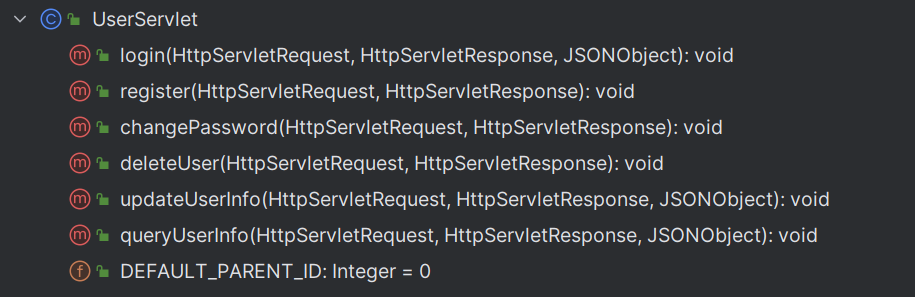 UserServlet
login(HttpServletRequest, HttpServletResponse, JSONObject): void
register(HttpServletRequest, HttpServletResponse): void
changePassword(HttpServletRequest, HttpServletResponse): void
deleteUser(HttpServletRequest, HttpServletResponse): void
updateUserInfo(HttpServletRequest, HttpServletResponse, JSONObject): void
queryUserInfo(HttpServletRequest, HttpServletResponse, JSONObject): void
DEFAULT_PARENT_ID: Integer = 0